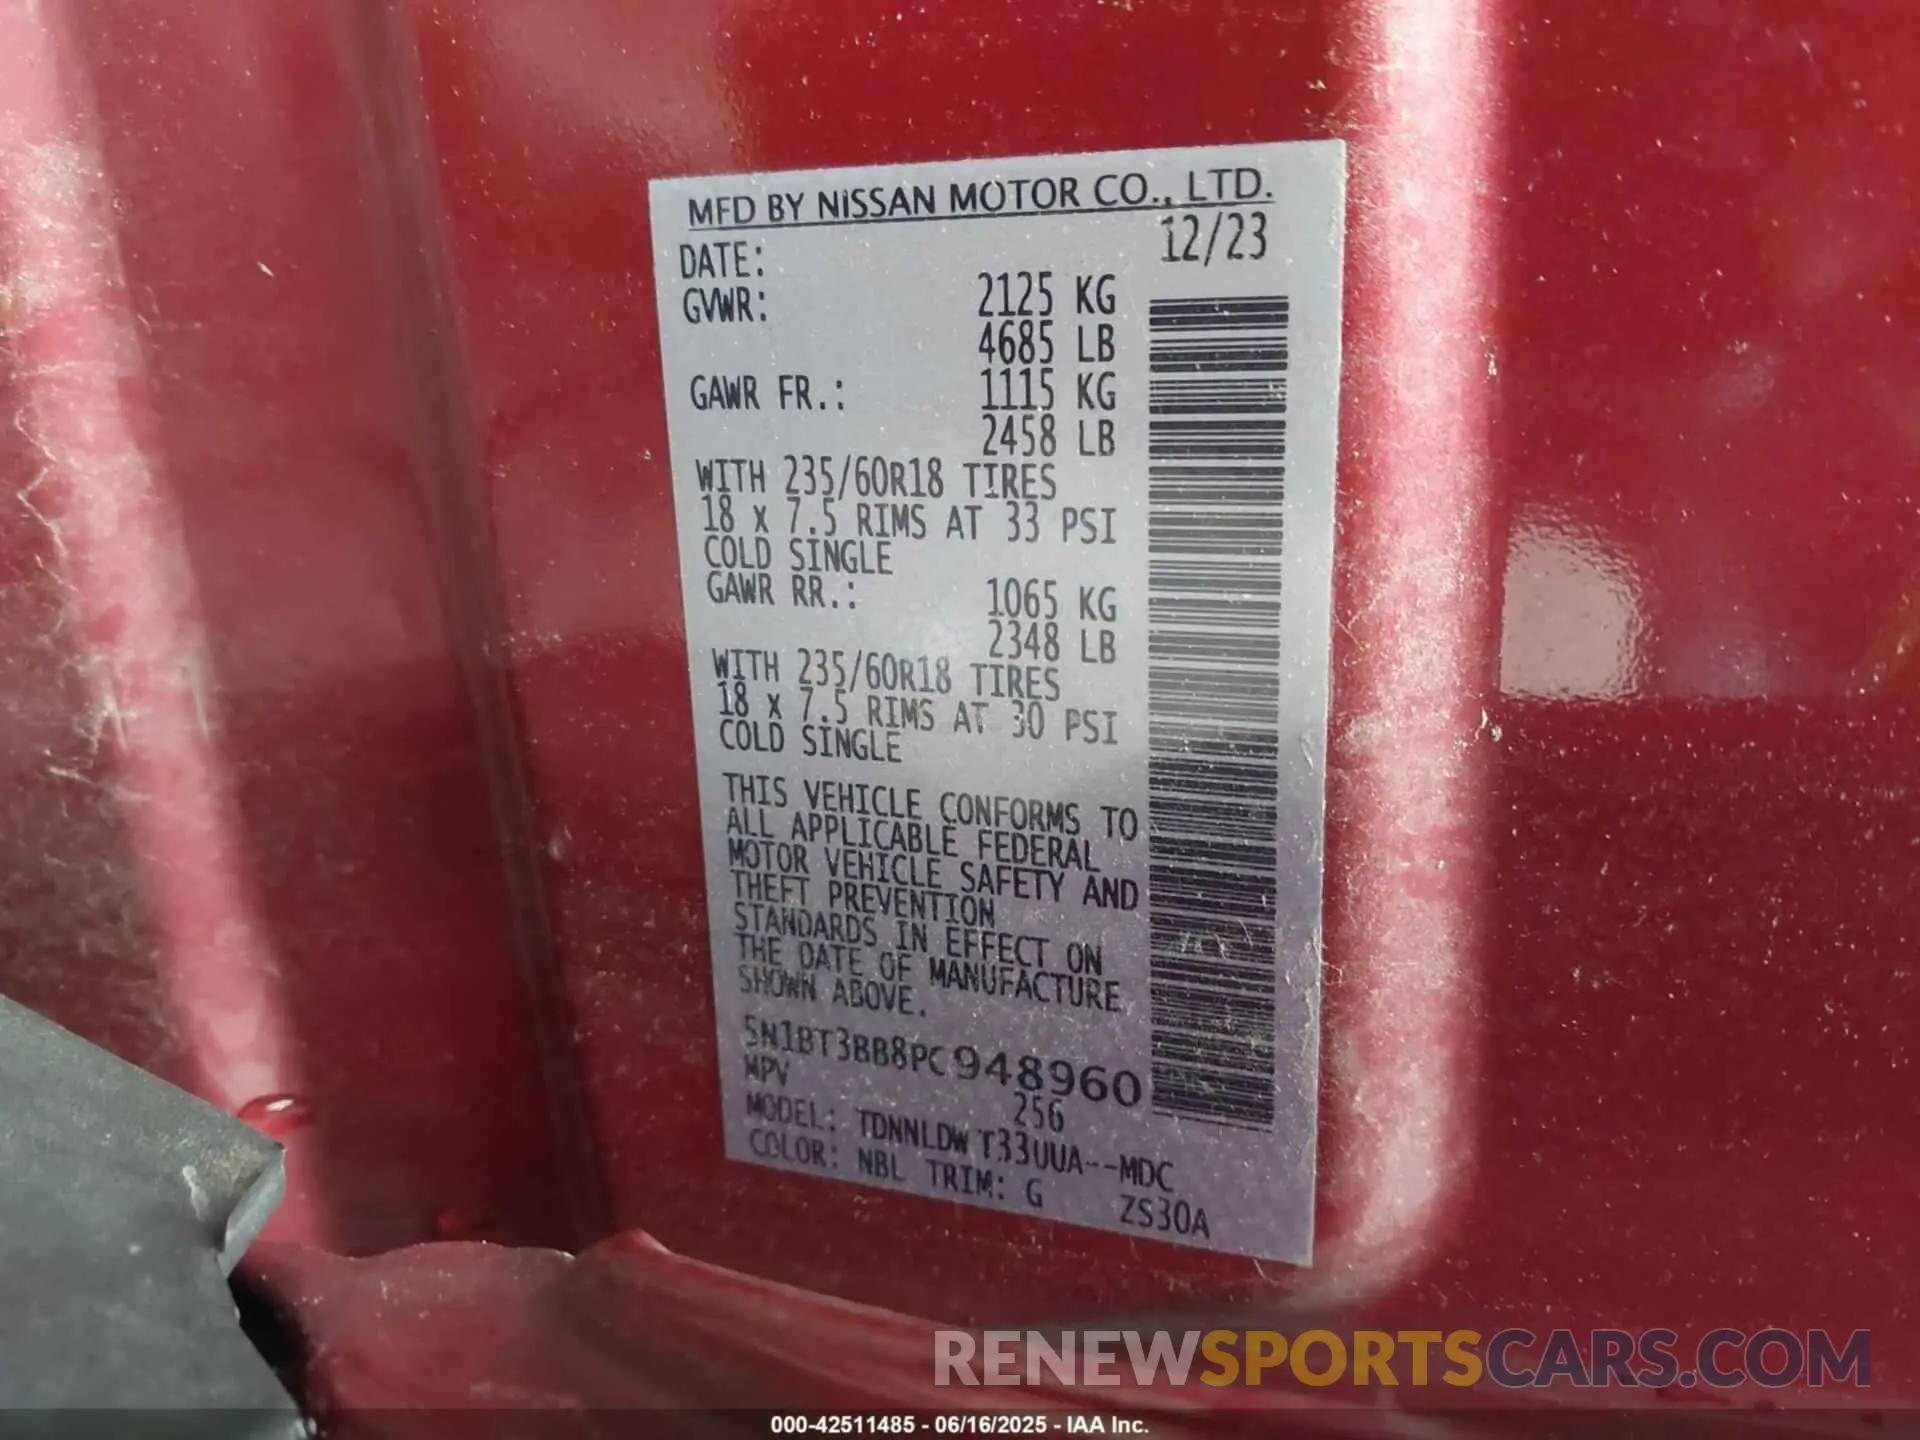 MFD BY NISSAN MOTOR CO., LTD.
DATE: 12/23
GVWR: 2125 KG
4685 LB
GAWR FR.: 1115 KG
2458 LB
WITH 235/60R18 TIRES
18 x 7.5 RIMS AT 33 PSI
COLD SINGLE
GAWR RR.: 1065 KG
2348 LB
WITH 235/60R18 TIRES
18 x 7.5 RIMS AT 30 PSI
COLD SINGLE
THIS VEHICLE CONFORMS TO
ALL APPLICABLE FEDERAL
MOTOR VEHICLE SAFETY AND
THEFT PREVENTION
STANDARDS IN EFFECT ON
THE DATE OF MANUFACTURE
SHOWN ABOVE.
5N1BT3BB8PC948960
MPV 256
MODEL: TDNNLDWT33UUA--MDC
COLOR: NBL TRIM: G ZS30A
RENEWSPORTSCARS.COM
000-42511485 - 06/16/2025 - IAA Inc.